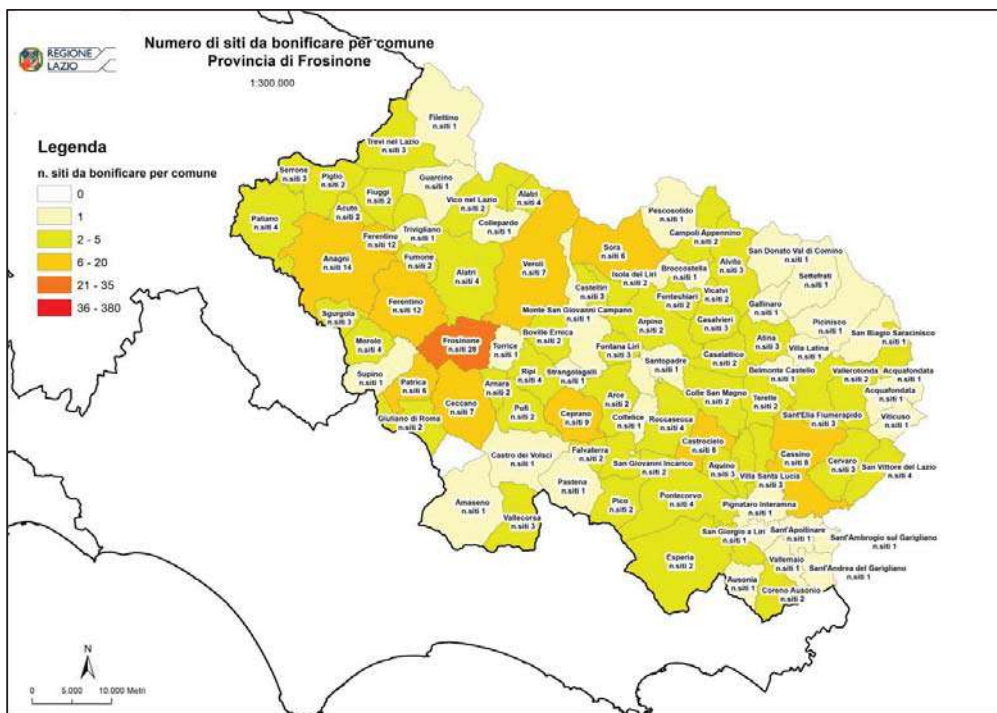 REGIONE
LAZIO
Numero di siti da bonificare per comune
Provincia di Frosinone
1:300.000
Legenda
n. siti da bonificare per comune
0
1
2 - 5
6 - 20
21 - 35
36 - 380
Filettino
n.siti 1
Trevi nel Lazio
n.siti 3
Serrone
n.siti 3
Piglio
n.siti 2
Fiuggi
n.siti 2
Guarcino
n.siti 1
Vico nel Lazio
n.siti 2
Alatri
n.siti 4
Paliano
n.siti 4
Acuto
n.siti 2
Ferentino
n.siti 12
Trivigliano
n.siti 1
Collepardo
n.siti 1
Anagni
n.siti 14
Fumone
n.siti 2
Alatri
n.siti 4
Veroli
n.siti 7
Sora
n.siti 6
Pescosolido
n.siti 1
Campoli Appennino
n.siti 2
San Donato Val di Comino
n.siti 1
Isola del Liri
n.siti 2
Broccostella
n.siti 1
Alvito
n.siti 3
Settefrati
n.siti 1
Castelliri
n.siti 3
Fontechiari
n.siti 2
Vicalvi
n.siti 2
Gallinaro
n.siti 1
Ferentino
n.siti 12
Monte San Giovanni Campano
n.siti 1
Sgurgola
n.siti 3
Arpino
n.siti 2
Casalvieri
n.siti 3
Picinisco
n.siti 1
San Biagio Saracinisco
n.siti 1
Morolo
n.siti 4
Frosinone
n.siti 28
Torrice
n.siti 1
Boville Ernica
n.siti 2
Fontana Liri
n.siti 3
Atina
n.siti 3
Villa Latina
n.siti 1
Supino
n.siti 1
Ripi
n.siti 4
Strangolagalli
n.siti 1
Santopadre
n.siti 1
Casalattico
n.siti 2
Belmonte Castello
n.siti 1
Vallerotonda
n.siti 2
Acquafondata
n.siti 1
Patrica
n.siti 6
Arnara
n.siti 2
Acquafondata
n.siti 1
Ceccano
n.siti 7
Pofi
n.siti 2
Arce
n.siti 2
Colle San Magno
n.siti 2
Terelle
n.siti 2
Giuliano di Roma
n.siti 2
Ceprano
n.siti 9
Colfelice
n.siti 1
Roccasecca
n.siti 4
Sant'Elia Fiumerapido
n.siti 3
Viticuso
n.siti 1
Castro dei Volsci
n.siti 1
Falvaterra
n.siti 2
San Giovanni Incarico
n.siti 2
Castrocielo
n.siti 6
Aquino
n.siti 3
Cassino
n.siti 8
Cervaro
n.siti 3
San Vittore del Lazio
n.siti 4
Villa Santa Lucia
n.siti 3
Pastena
n.siti 1
Amaseno
n.siti 1
Vallecorsa
n.siti 3
Pico
n.siti 2
Pontecorvo
n.siti 4
Pignataro Interamna
n.siti 1
San Giorgio a Liri
n.siti 1
Sant'Apollinare
n.siti 1
Sant'Ambrogio sul Garigliano
n.siti 1
Esperia
n.siti 2
Vallemaio
n.siti 1
Sant'Andrea del Garigliano
n.siti 1
Ausonia
n.siti 1
Coreno Ausonio
n.siti 2
N
0 5.000 10.000 Metri